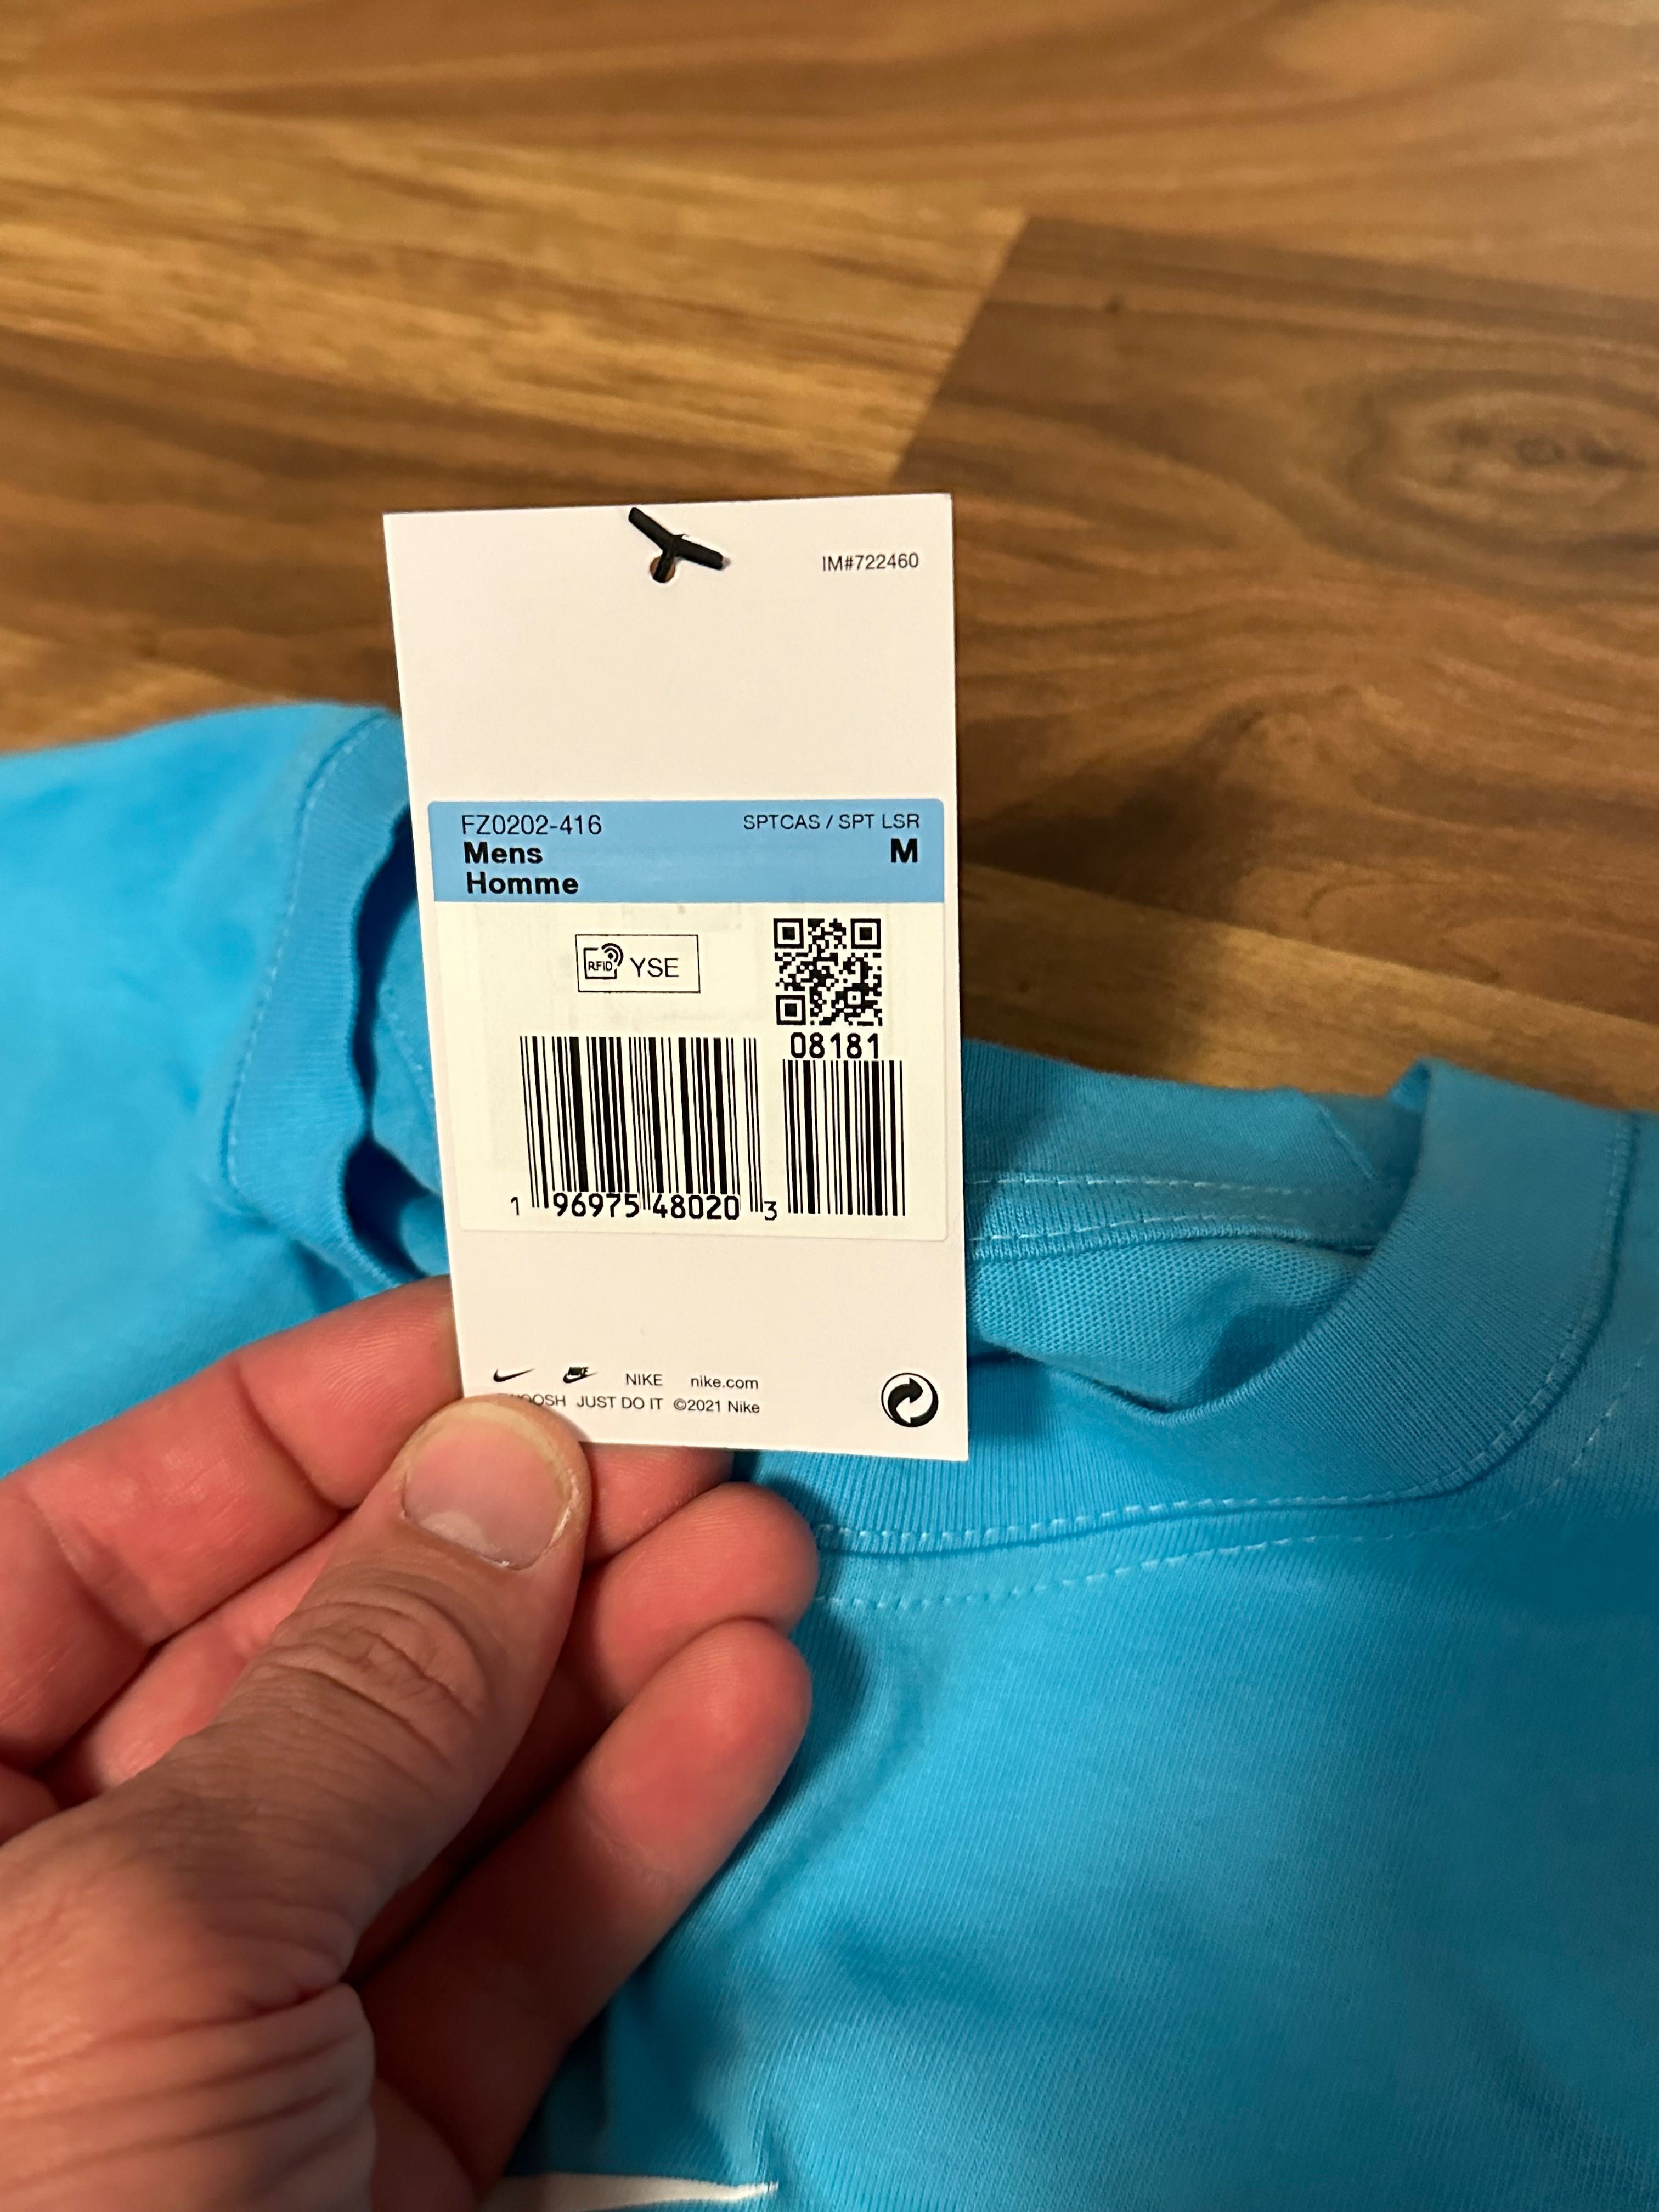 IM#722460
FZ0202-416 SPTCAS / SPT LSR
Mens M
Homme
RFID YSE
08181
1 96975 48020 3
NIKE NIKE nike.com
JUST DO IT ©2021 Nike